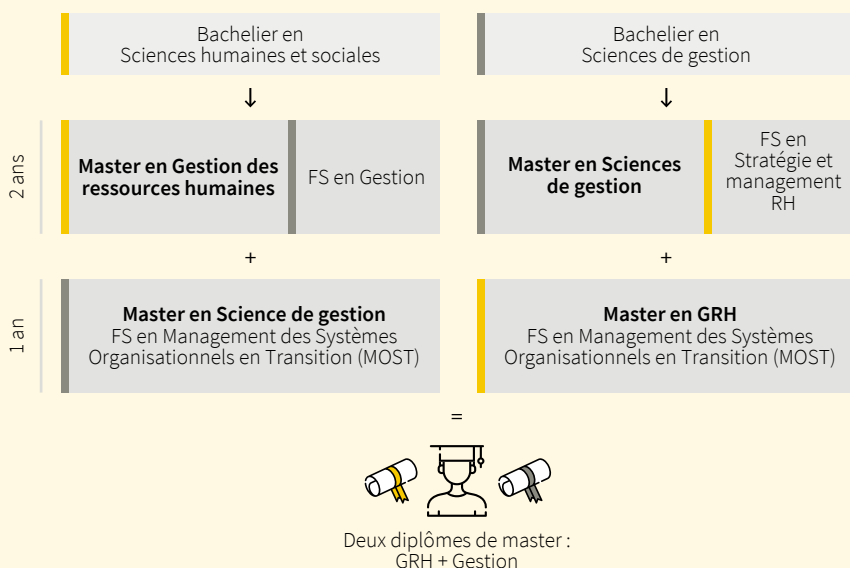 Bachelier en
Sciences humaines et sociales
Bachelier en
Sciences de gestion
↓
↓
2 ans
Master en Gestion des
ressources humaines
FS en Gestion
Master en Sciences
de gestion
FS en
Stratégie et
management
RH
+
+
1 an
Master en Science de gestion
FS en Management des Systèmes
Organisationnels en Transition (MOST)
Master en GRH
FS en Management des Systèmes
Organisationnels en Transition (MOST)
=
Deux diplômes de master :
GRH + Gestion